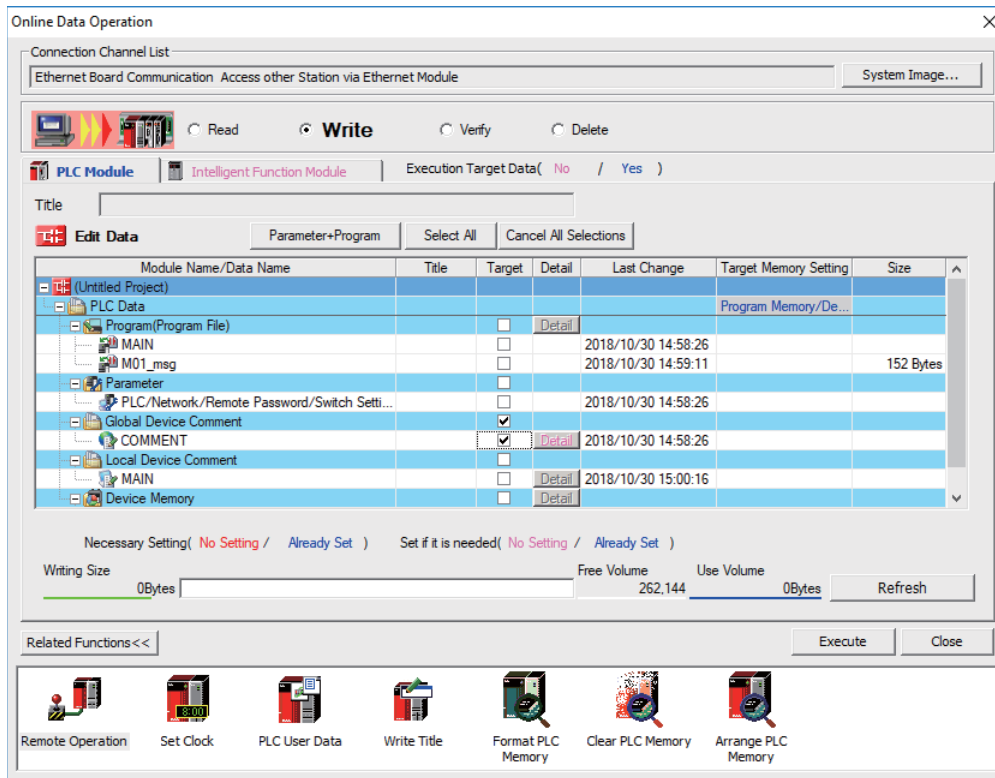 Online Data Operation
Connection Channel List
Ethernet Board Communication Access other Station via Ethernet Module
System Image...
Read Write Verify Delete
PLC Module Intelligent Function Module Execution Target Data( No / Yes )
Title
Edit Data Parameter+Program Select All Cancel All Selections
Module Name/Data Name Title Target Detail Last Change Target Memory Setting Size
(Untitled Project)
PLC Data Program Memory/De...
Program(Program File) Detail
MAIN 2018/10/30 14:58:26
M01_msg 2018/10/30 14:59:11 152 Bytes
Parameter
PLC/Network/Remote Password/Switch Setti... 2018/10/30 14:58:26
Global Device Comment
COMMENT Detail 2018/10/30 14:58:26
Local Device Comment
MAIN Detail 2018/10/30 15:00:16
Device Memory Detail
Necessary Setting( No Setting / Already Set ) Set if it is needed( No Setting / Already Set )
Writing Size Free Volume Use Volume
0Bytes 262,144 0Bytes Refresh
Related Functions<< Execute Close
8:00
Remote Operation Set Clock PLC User Data Write Title Format PLC Memory Clear PLC Memory Arrange PLC Memory